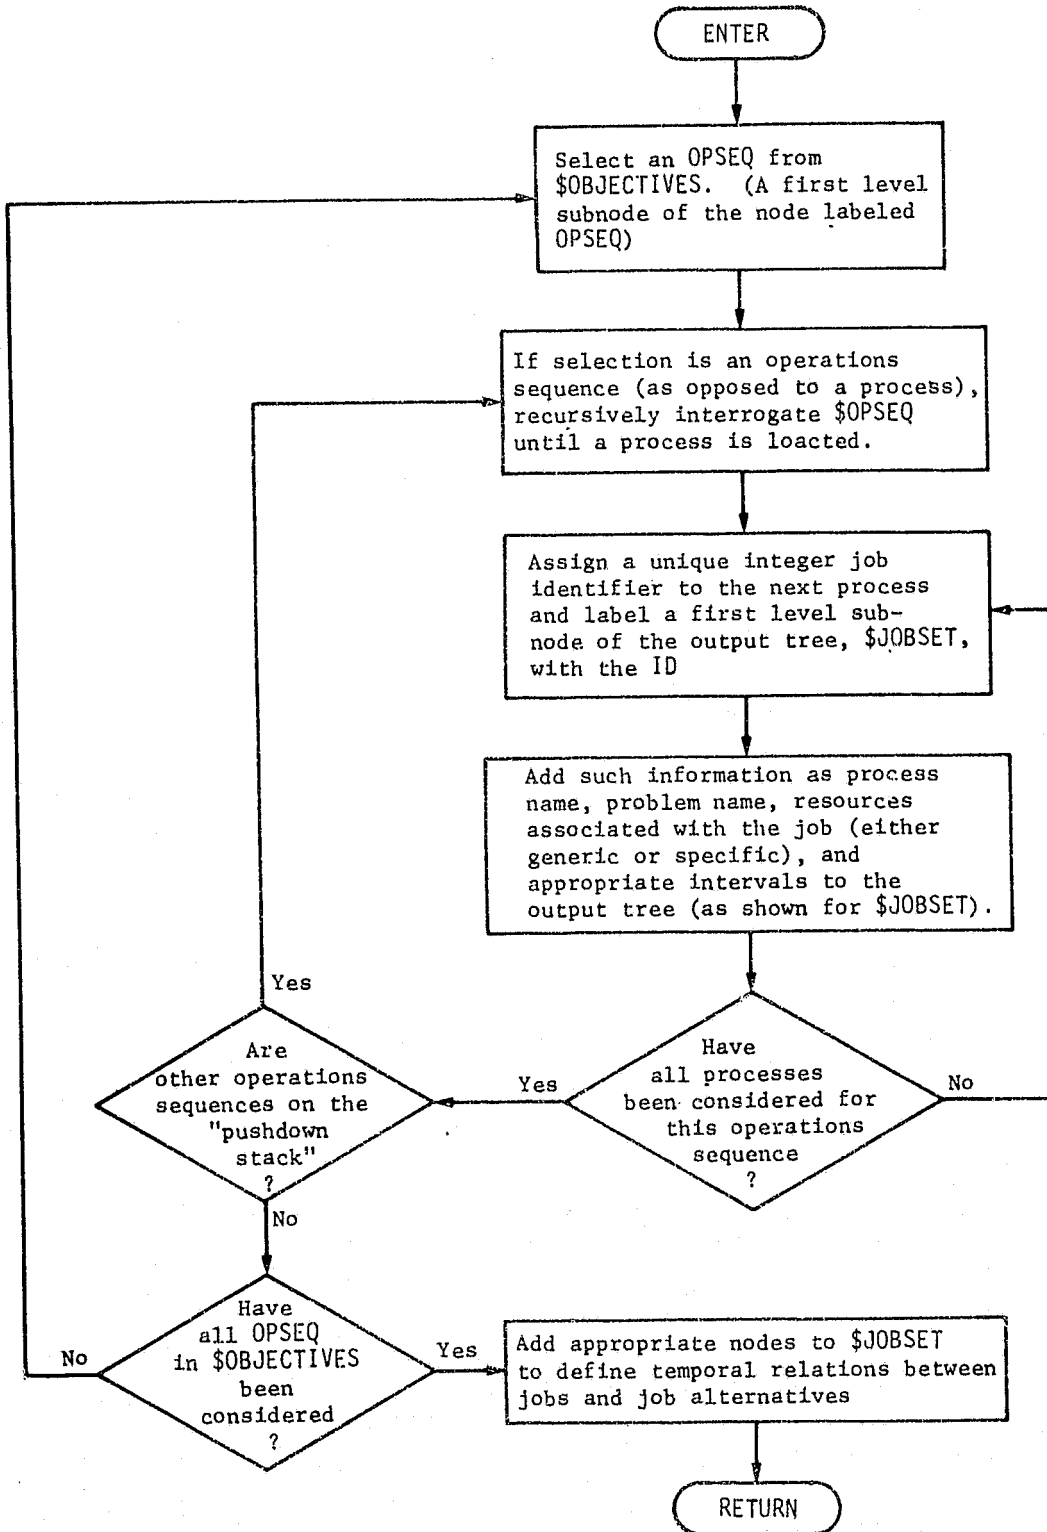 ENTER
Select an OPSEQ from
$OBJECTIVES. (A first level
subnode of the node labeled
OPSEQ)
If selection is an operations
sequence (as opposed to a process),
recursively interrogate $OPSEQ
until a process is loacted.
Assign a unique integer job
identifier to the next process
and label a first level sub-
node of the output tree, $JOBSET,
with the ID
Add such information as process
name, problem name, resources
associated with the job (either
generic or specific), and
appropriate intervals to the
output tree (as shown for $JOBSET).
Have
all processes
been considered for
this operations
sequence
?
No
Yes
Are
other operations
sequences on the
"pushdown
stack"
?
Yes
No
Have
all OPSEQ
in $OBJECTIVES
been
considered
?
No
Yes
Add appropriate nodes to $JOBSET
to define temporal relations between
jobs and job alternatives
RETURN